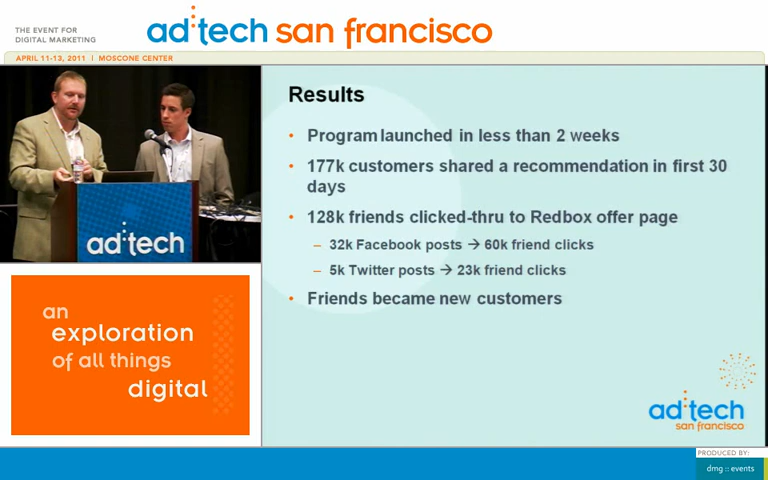 THE EVENT FOR
DIGITAL MARKETING
ad:tech san francisco
APRIL 11-13, 2011 | MOSCONE CENTER
ad:tech
an
exploration
of all things
digital
Results
• Program launched in less than 2 weeks
• 177k customers shared a recommendation in first 30
days
• 128k friends clicked-thru to Redbox offer page
– 32k Facebook posts → 60k friend clicks
– 5k Twitter posts → 23k friend clicks
• Friends became new customers
ad:tech
san francisco
PRODUCED BY:
dmg :: events